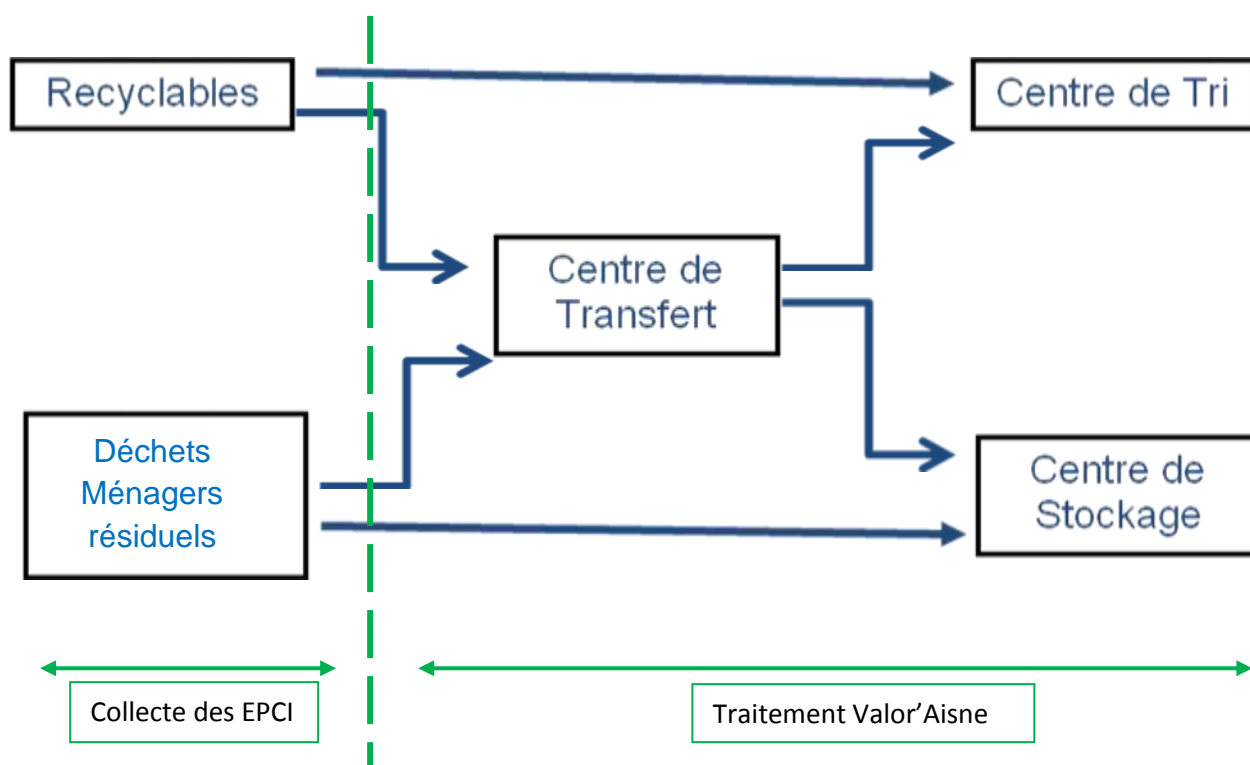 Recyclables
Centre de Tri
Centre de
Transfert
Déchets
Ménagers
résiduels
Centre de
Stockage
Collecte des EPCI
Traitement Valor’Aisne